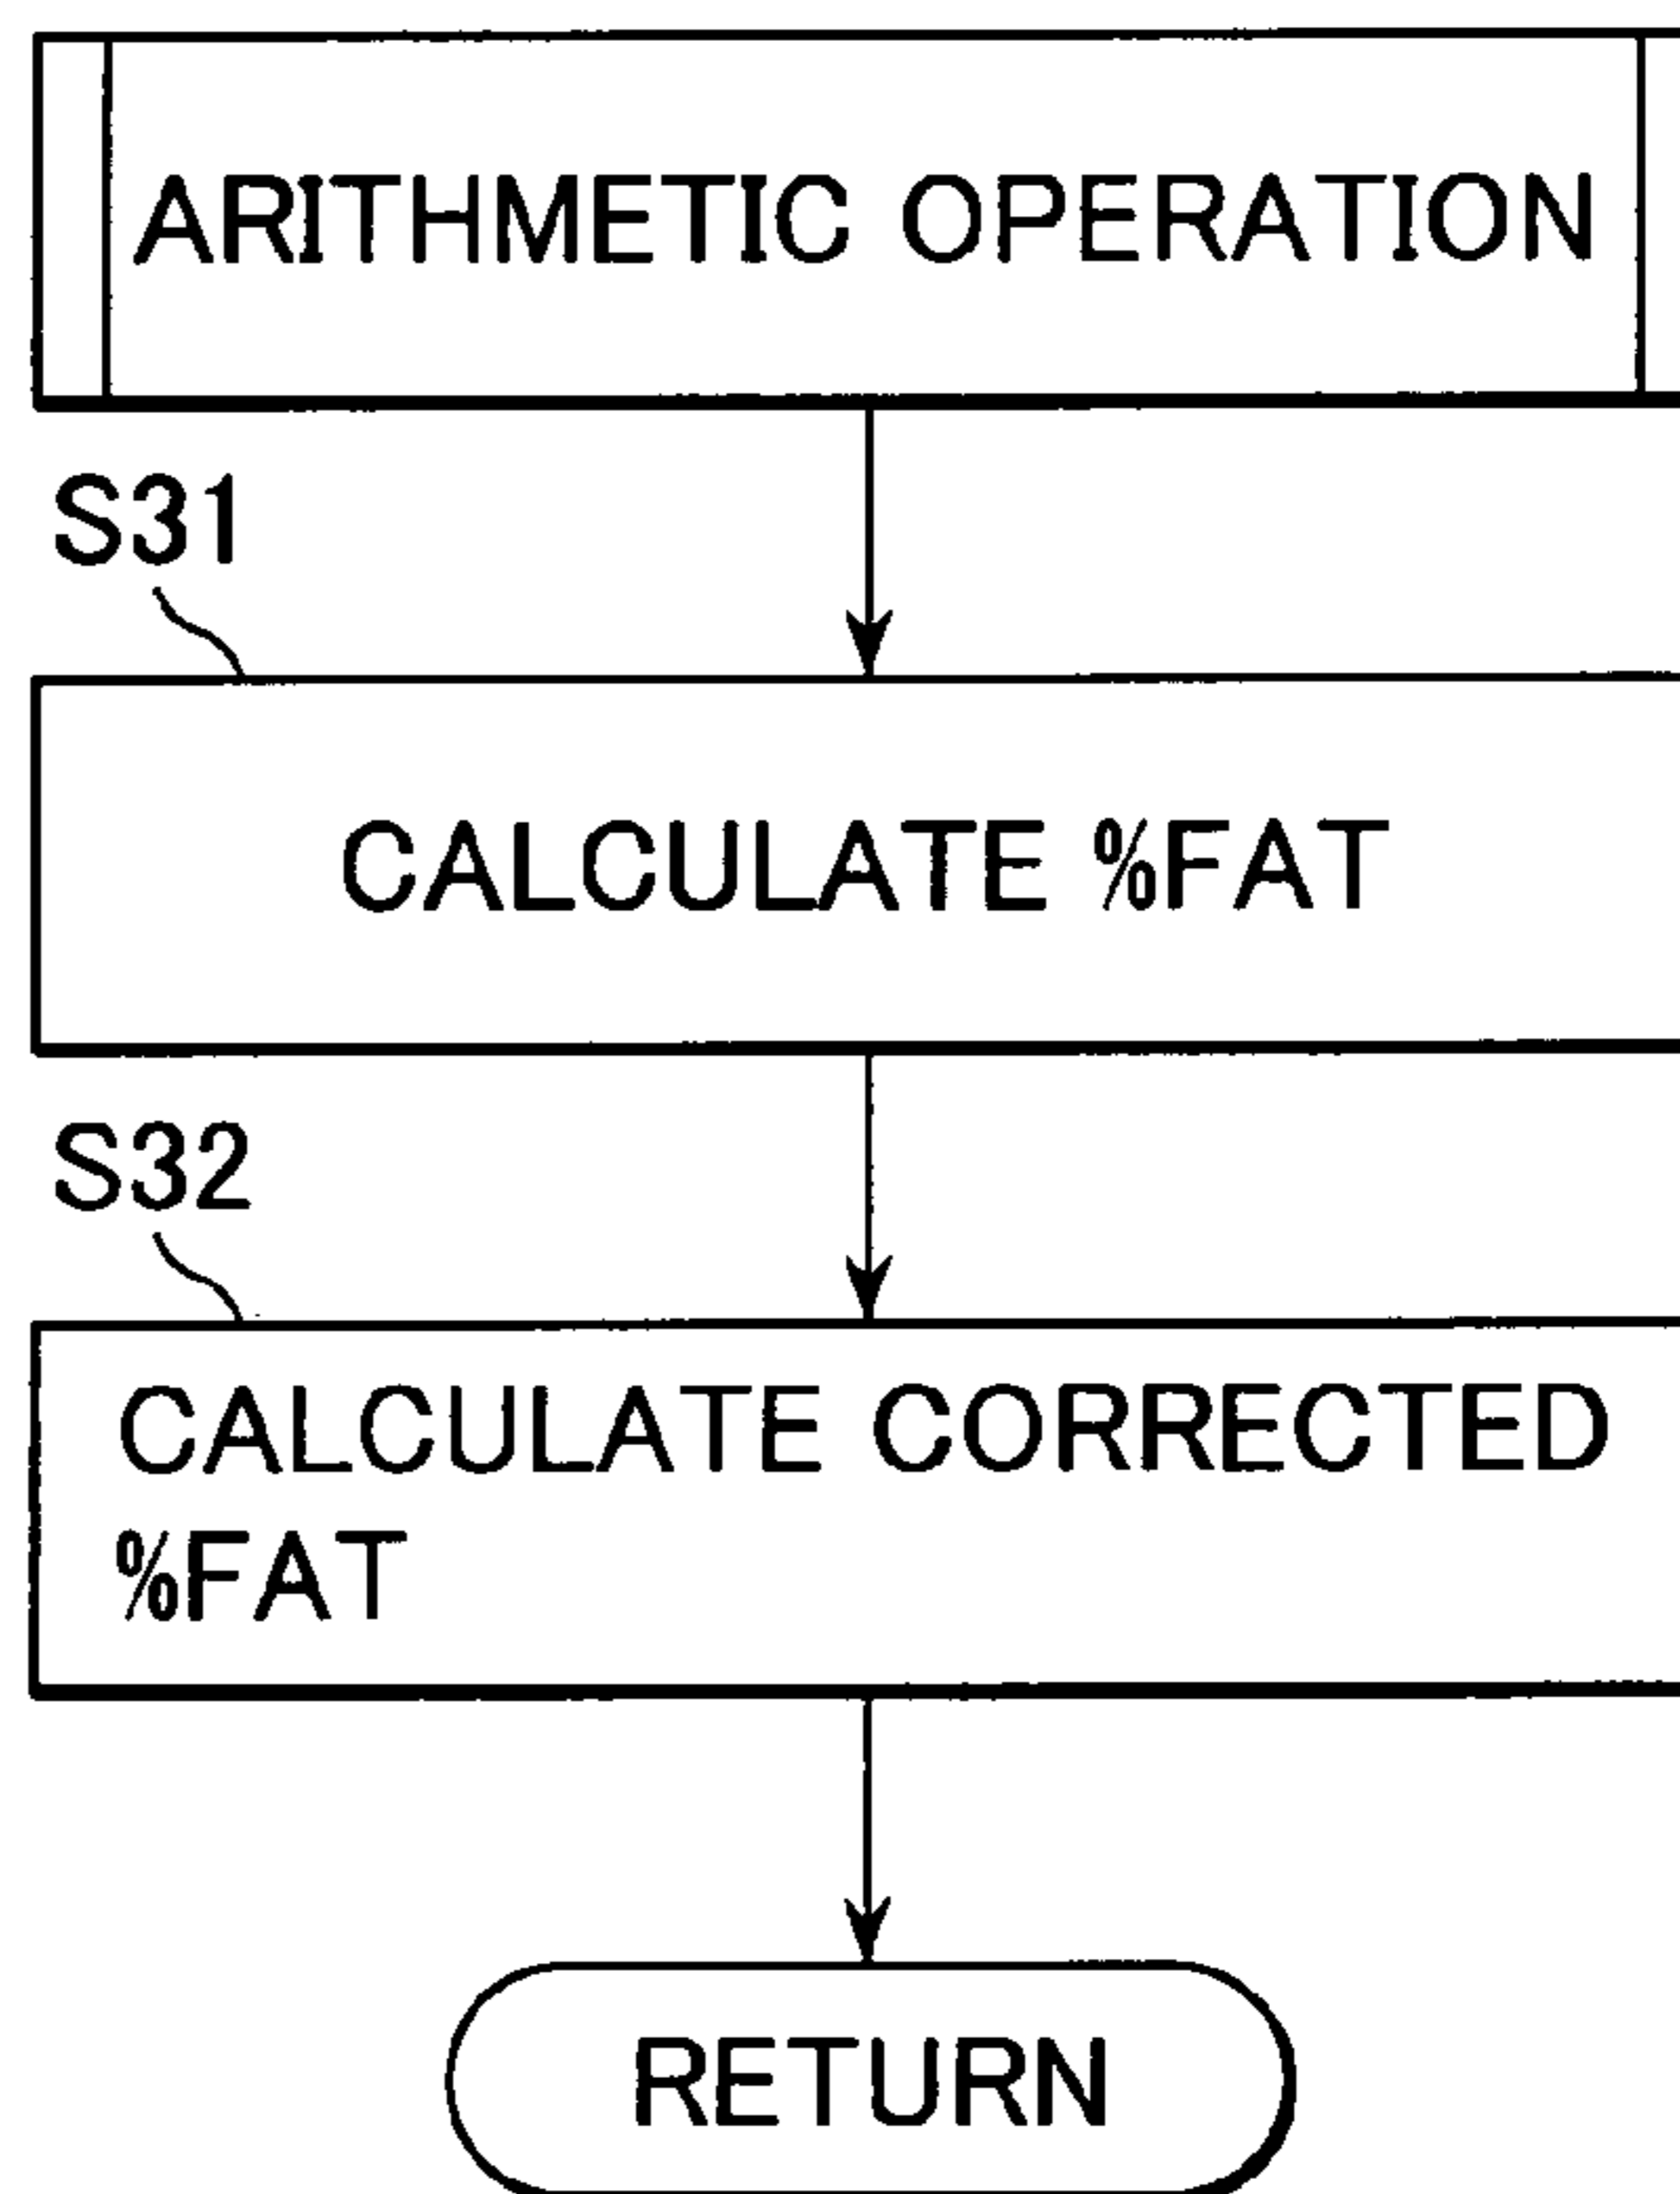 ARITHMETIC OPERATION
S31
CALCULATE %FAT
S32
CALCULATE CORRECTED
%FAT
RETURN